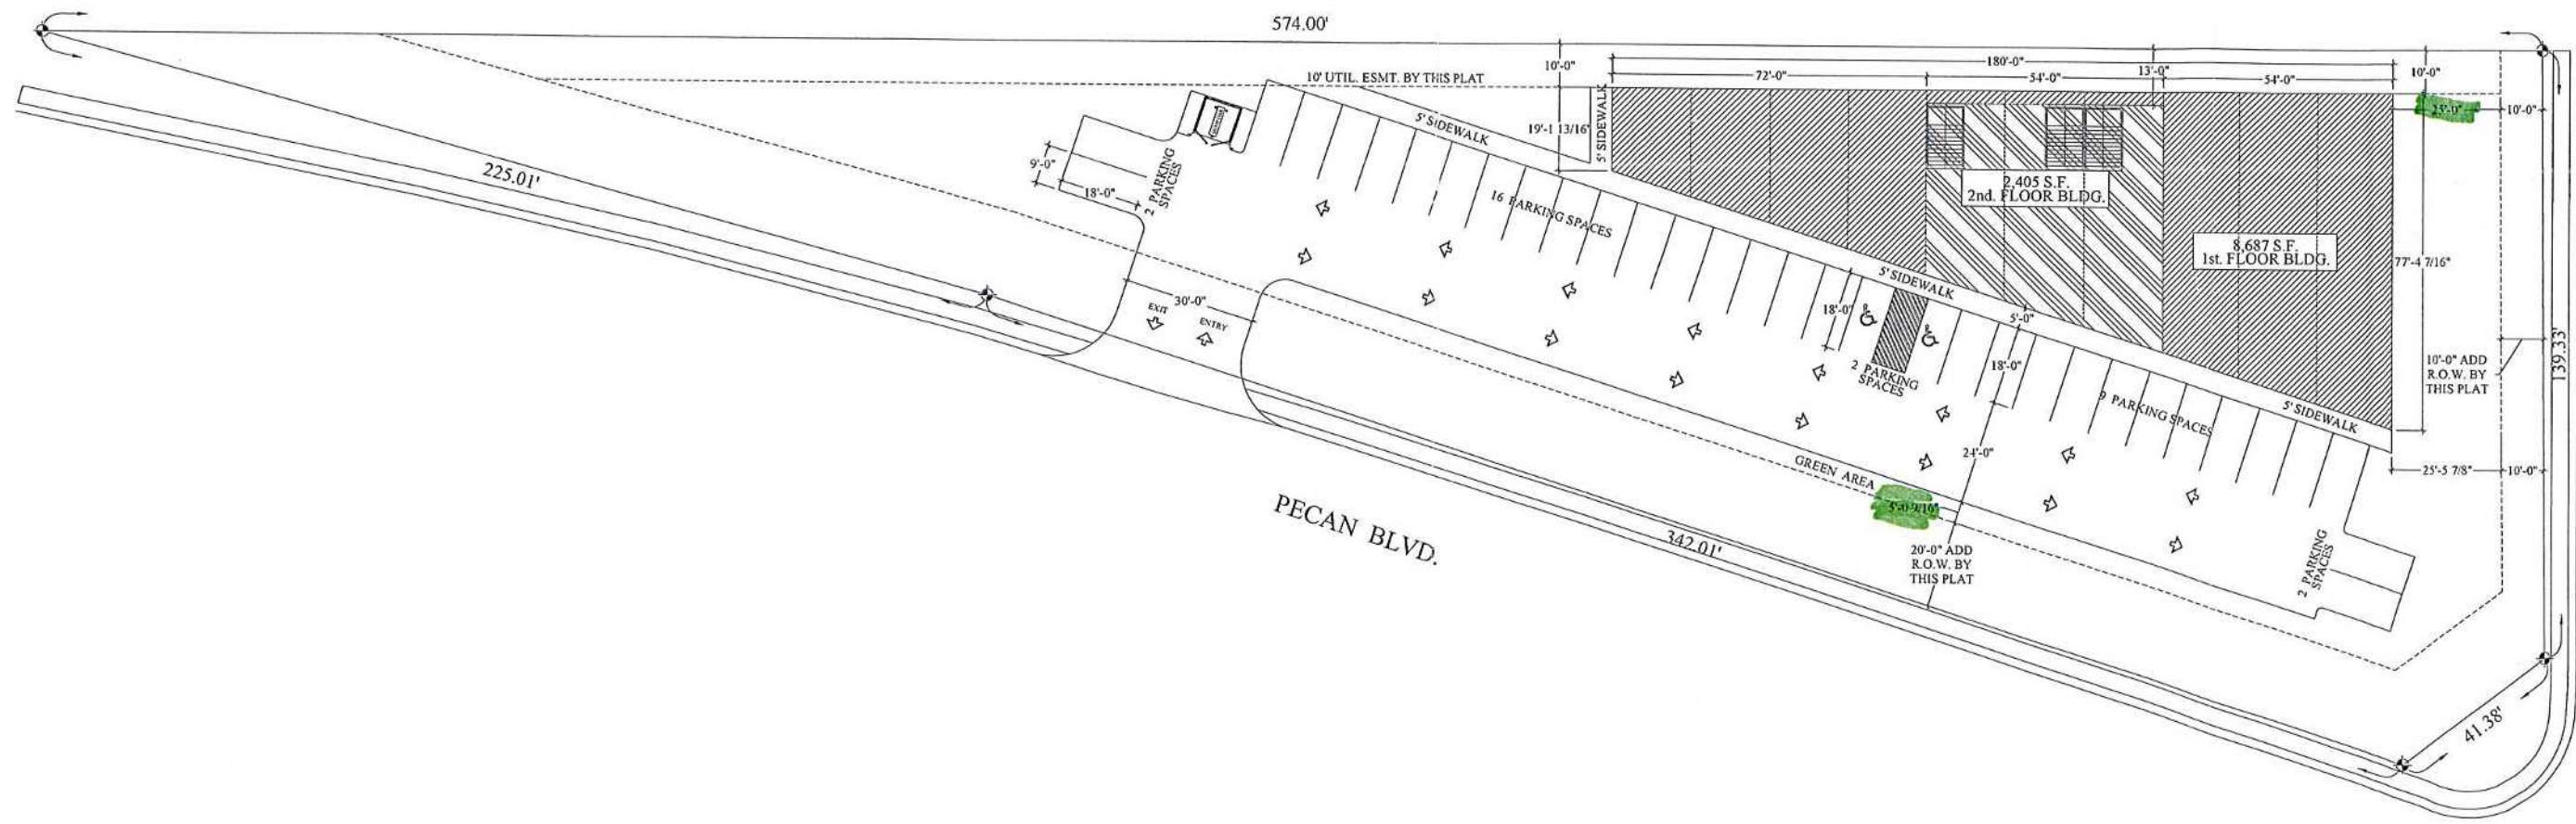 574.00'
10'-0"
180'-0"
72'-0"
54'-0"
13'-0"
54'-0"
10'-0"
10' UTIL. ESMT. BY THIS PLAT
25'-0"
10'-0"
5' SIDEWALK
5' SIDEWALK
19'-1 13/16"
9'-0"
18'-0"
2 PARKING
SPACES
225.01'
16 PARKING SPACES
2,405 S.F.
2nd. FLOOR BLDG.
8,687 S.F.
1st. FLOOR BLDG.
77'-4 7/16"
5' SIDEWALK
5'-0"
18'-0"
2 PARKING
SPACES
18'-0"
30'-0"
EXIT
ENTRY
10'-0" ADD
R.O.W. BY
THIS PLAT
139.33'
9 PARKING SPACES
5' SIDEWALK
24'-0"
25'-5 7/8"
10'-0"
GREEN AREA
5'-0 9/16"
PECAN BLVD.
342.01'
20'-0" ADD
R.O.W. BY
THIS PLAT
2 PARKING
SPACES
41.38'